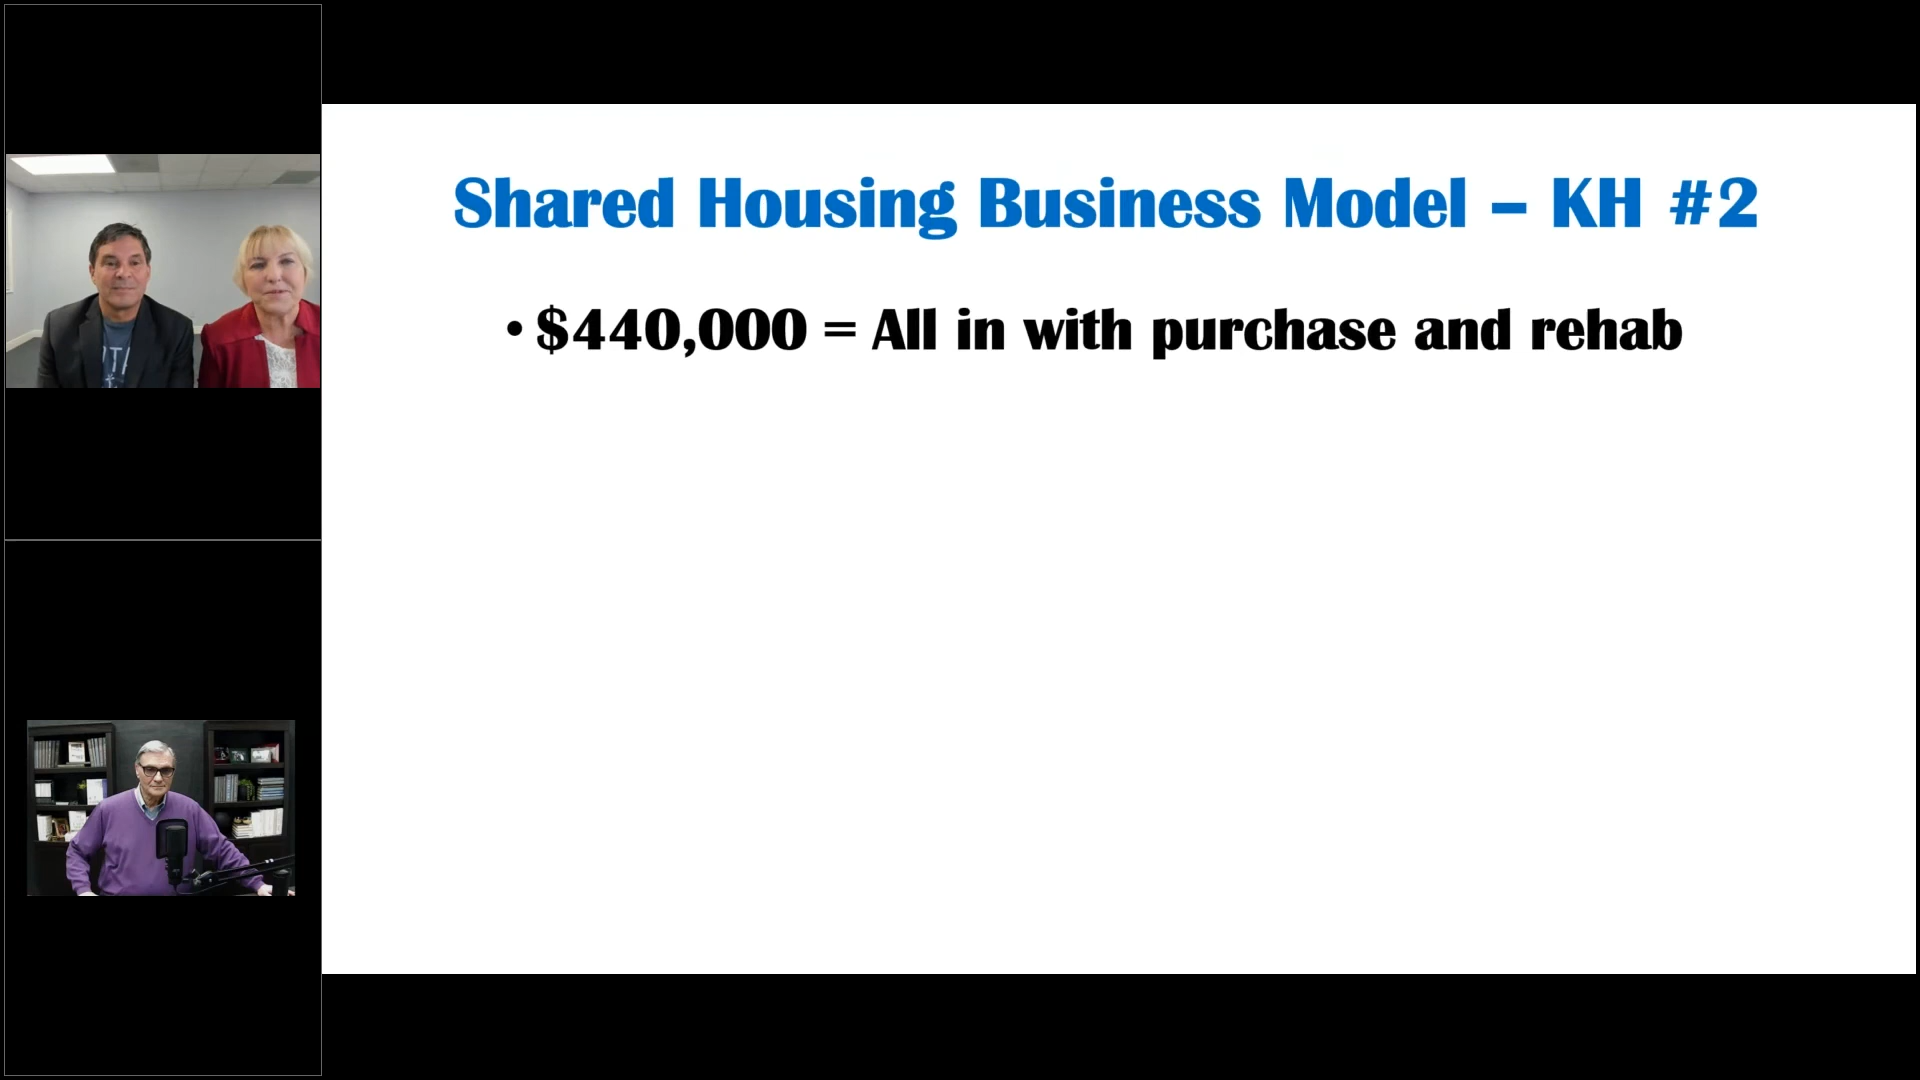 Shared Housing Business Model – KH #2
• $440,000 = All in with purchase and rehab